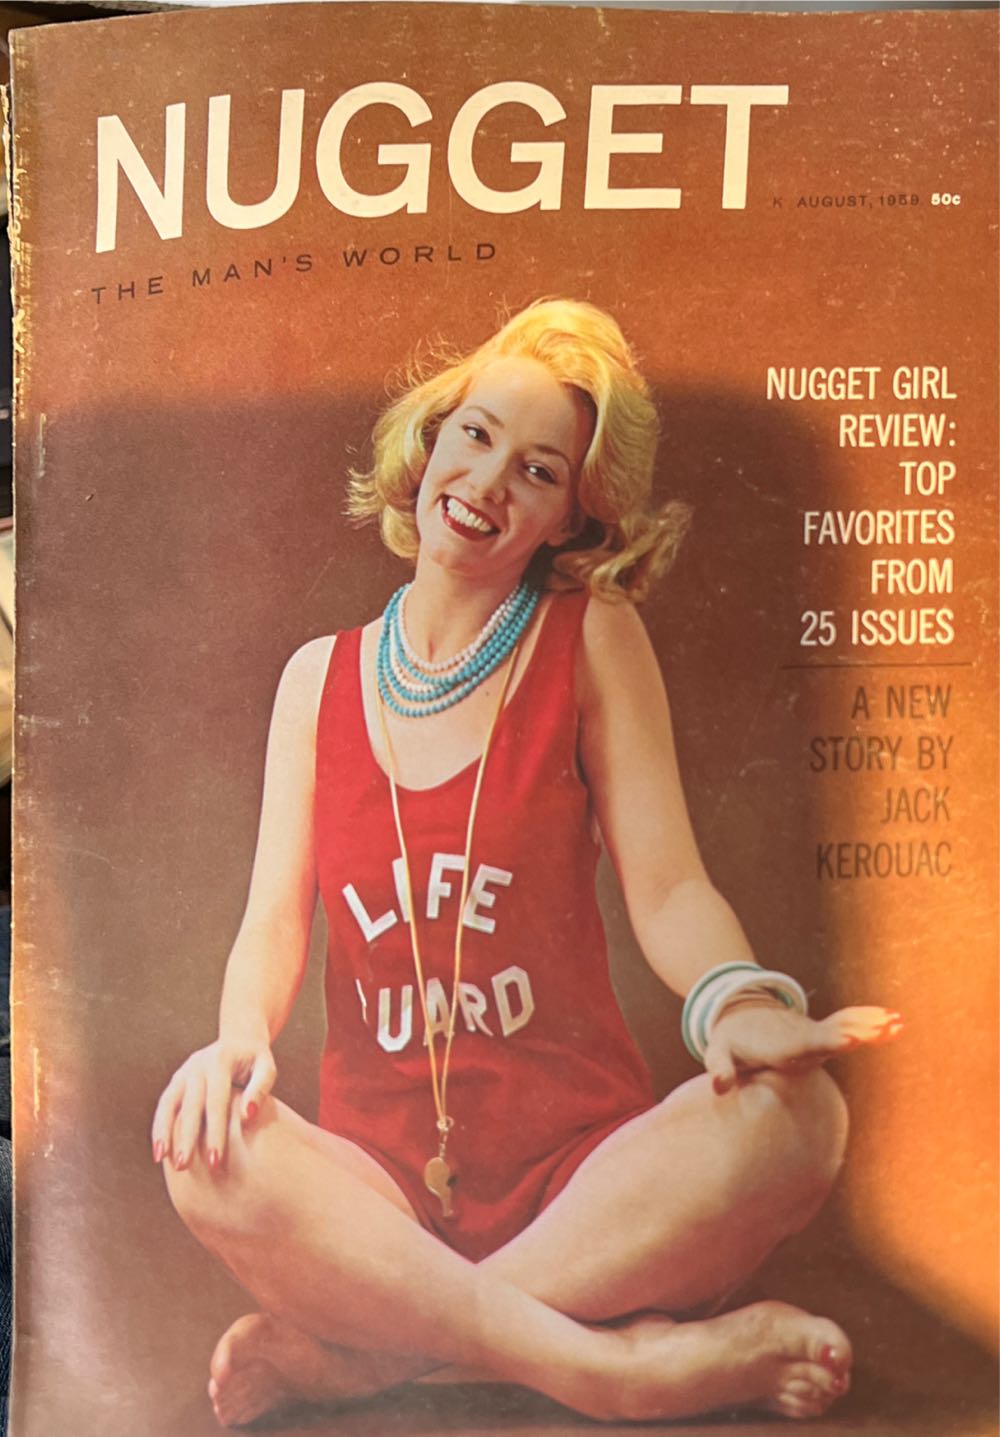 NUGGET
K AUGUST, 1959 50c
THE MAN'S WORLD
NUGGET GIRL
REVIEW:
TOP
FAVORITES
FROM
25 ISSUES
A NEW
STORY BY
JACK
KEROUAC
LIFE
GUARD